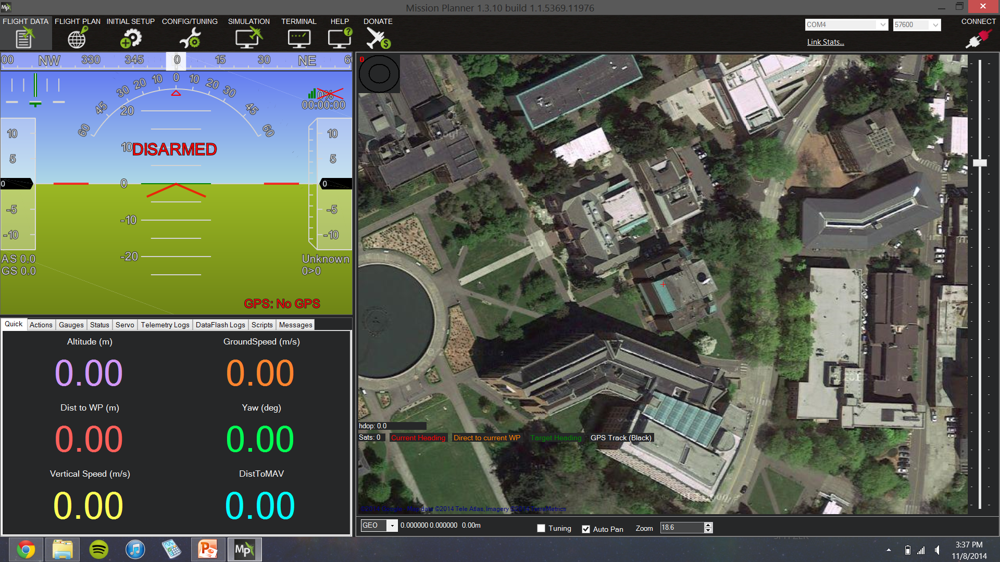 Mission Planner 1.3.10 build 1.1.5369.11976
FLIGHT DATA FLIGHT PLAN INITIAL SETUP CONFIG/TUNING SIMULATION TERMINAL HELP DONATE
COM4 57600 CONNECT
Link Stats...
00 NW 330 345 0 15 30 NE 6
60 45 30 20 10 0 10 20 30 45 60
0%
00:00:00
20
10
DISARMED
0
-10
-20
10
5
0
-5
-10
10
5
0
-5
-10
AS 0.0
GS 0.0
Unknown
0>0
GPS: No GPS
Quick Actions Gauges Status Servo Telemetry Logs DataFlash Logs Scripts Messages
Altitude (m) GroundSpeed (m/s)
0.00 0.00
Dist to WP (m) Yaw (deg)
0.00 0.00
Vertical Speed (m/s) DistToMAV
0.00 0.00
0
hdop: 0.0
Sats: 0 Current Heading Direct to current WP Target Heading GPS Track (Black)
©2014 Google - Map data ©2014 Tele Atlas, Imagery ©2014 TerraMetrics
GEO 0.000000 0.000000 0.00m Tuning Auto Pan Zoom 18.6
Mp
3:37 PM
11/8/2014